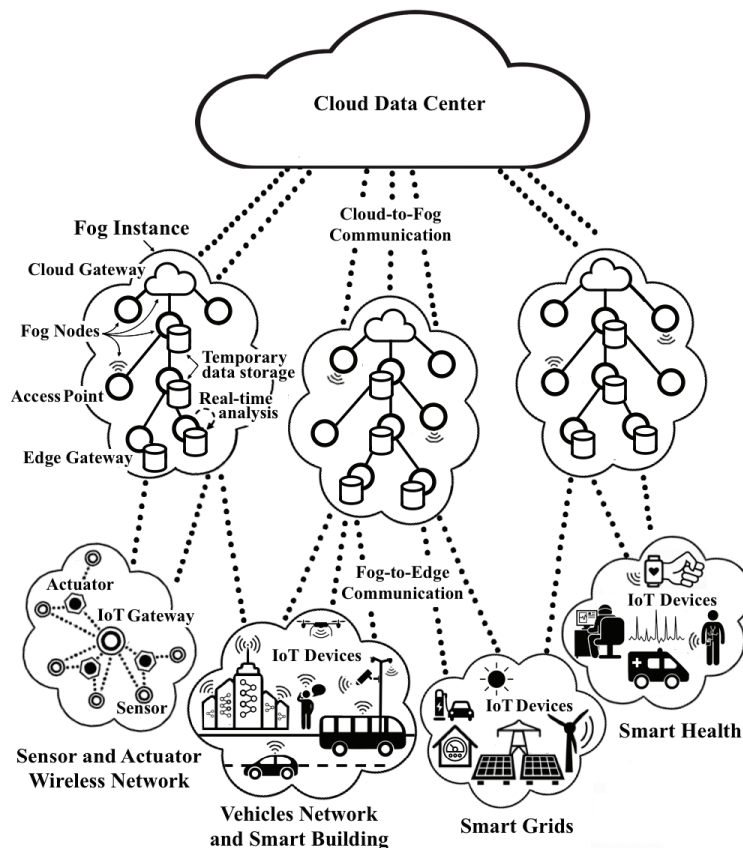 Cloud Data Center
Cloud-to-Fog
Communication
Fog Instance
Cloud Gateway
Fog Nodes
Temporary
data storage
Access Point
Real-time
analysis
Edge Gateway
Fog-to-Edge
Communication
Actuator
IoT Gateway
Sensor
Sensor and Actuator
Wireless Network
IoT Devices
Vehicles Network
and Smart Building
IoT Devices
Smart Grids
IoT Devices
Smart Health